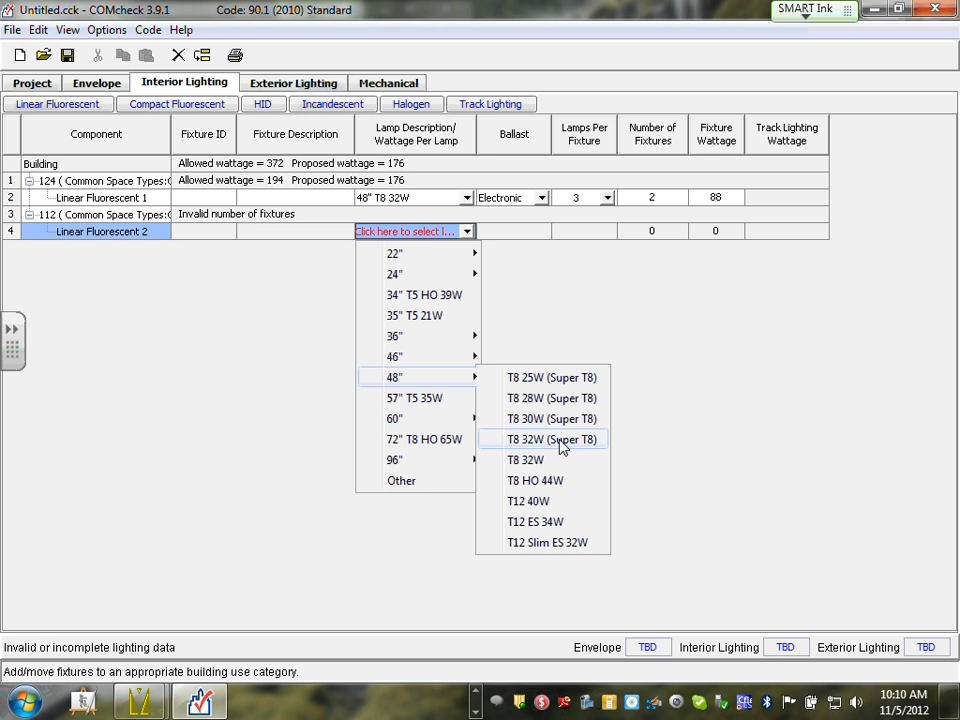 Untitled.cck - COMcheck 3.9.1 Code: 90.1 (2010) Standard
SMART Ink
File Edit View Options Code Help
Project Envelope Interior Lighting Exterior Lighting Mechanical
Linear Fluorescent Compact Fluorescent HID Incandescent Halogen Track Lighting
Component Fixture ID Fixture Description Lamp Description/ Wattage Per Lamp Ballast Lamps Per Fixture Number of Fixtures Fixture Wattage Track Lighting Wattage
Building Allowed wattage = 372 Proposed wattage = 176
1 124 ( Common Space Types:( Allowed wattage = 194 Proposed wattage = 176
2 Linear Fluorescent 1 48" T8 32W Electronic 3 2 88
3 112 ( Common Space Types:( Invalid number of fixtures
4 Linear Fluorescent 2 Click here to select l... 0 0
22"
24"
34" T5 HO 39W
35" T5 21W
36"
46"
48"
57" T5 35W
60"
72" T8 HO 65W
96"
Other
T8 25W (Super T8)
T8 28W (Super T8)
T8 30W (Super T8)
T8 32W (Super T8)
T8 32W
T8 HO 44W
T12 40W
T12 ES 34W
T12 Slim ES 32W
Invalid or incomplete lighting data Envelope TBD Interior Lighting TBD Exterior Lighting TBD
Add/move fixtures to an appropriate building use category.
10:10 AM
11/5/2012